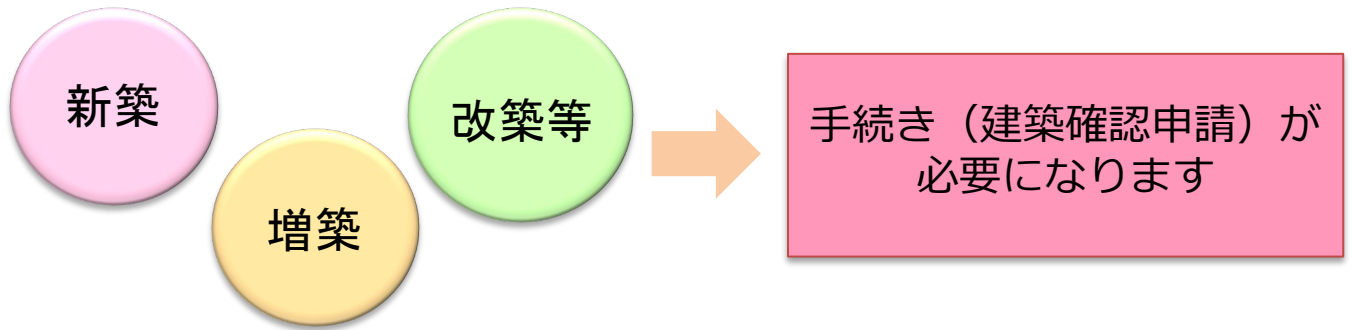 新築
増築
改築等
手続き（建築確認申請）が
必要になります